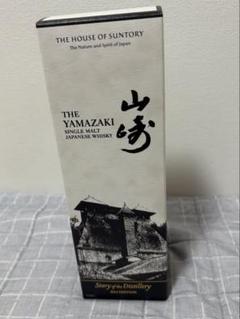 THE HOUSE OF SUNTORY
The Nature and Spirit of Japan
山崎
THE
YAMAZAKI
SINGLE MALT
JAPANESE WHISKY
Story of the Distillery